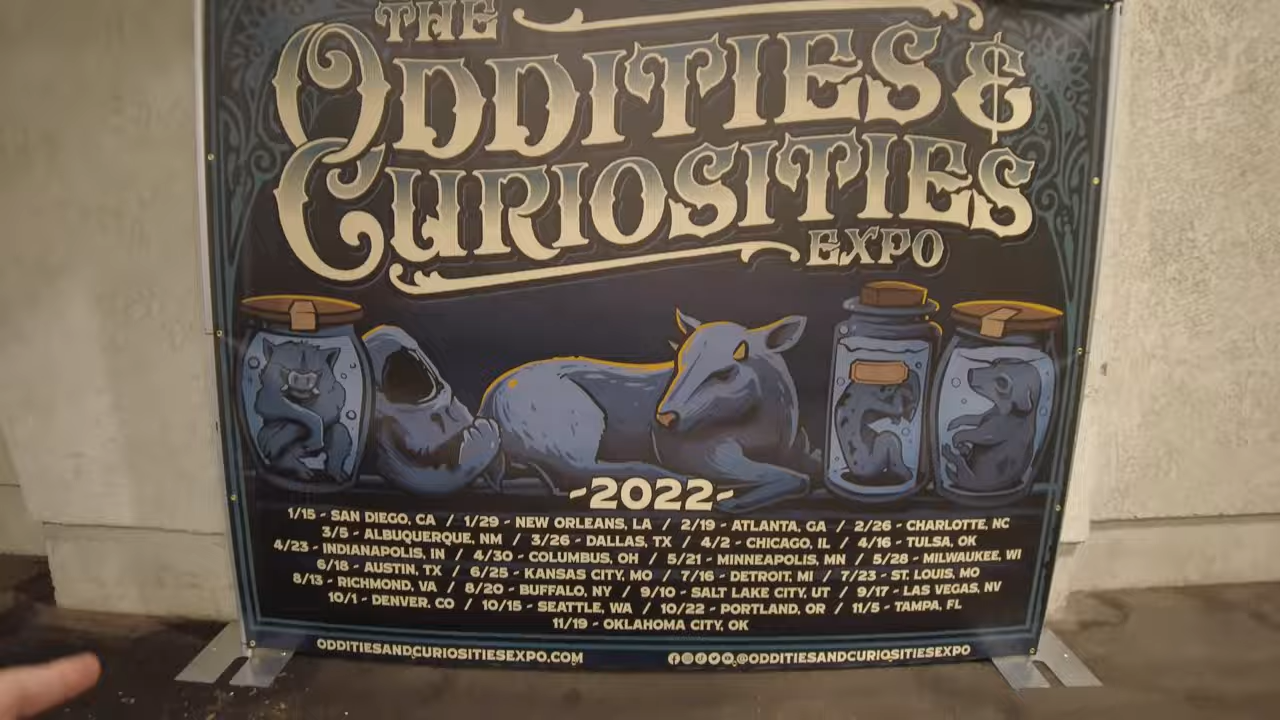 THE
ODDITIES &
CURIOSITIES
EXPO
-2022-
1/15 - SAN DIEGO, CA / 1/29 - NEW ORLEANS, LA / 2/19 - ATLANTA, GA / 2/26 - CHARLOTTE, NC
3/5 - ALBUQUERQUE, NM / 3/26 - DALLAS, TX / 4/2 - CHICAGO, IL / 4/16 - TULSA, OK
4/23 - INDIANAPOLIS, IN / 4/30 - COLUMBUS, OH / 5/21 - MINNEAPOLIS, MN / 5/28 - MILWAUKEE, WI
6/18 - AUSTIN, TX / 6/25 - KANSAS CITY, MO / 7/16 - DETROIT, MI / 7/23 - ST. LOUIS, MO
8/13 - RICHMOND, VA / 8/20 - BUFFALO, NY / 9/10 - SALT LAKE CITY, UT / 9/17 - LAS VEGAS, NV
10/1 - DENVER, CO / 10/15 - SEATTLE, WA / 10/22 - PORTLAND, OR / 11/5 - TAMPA, FL
11/19 - OKLAHOMA CITY, OK
ODDITIESANDCURIOSITIESEXPO.COM @ODDITIESANDCURIOSITIESEXPO